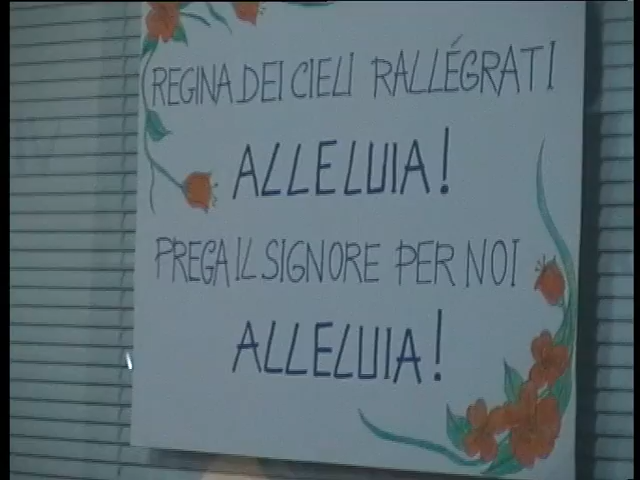 REGINA DEI CIELI RALLÉGRATI
ALLELUIA!
PREGA IL SIGNORE PER NOI
ALLELUIA!